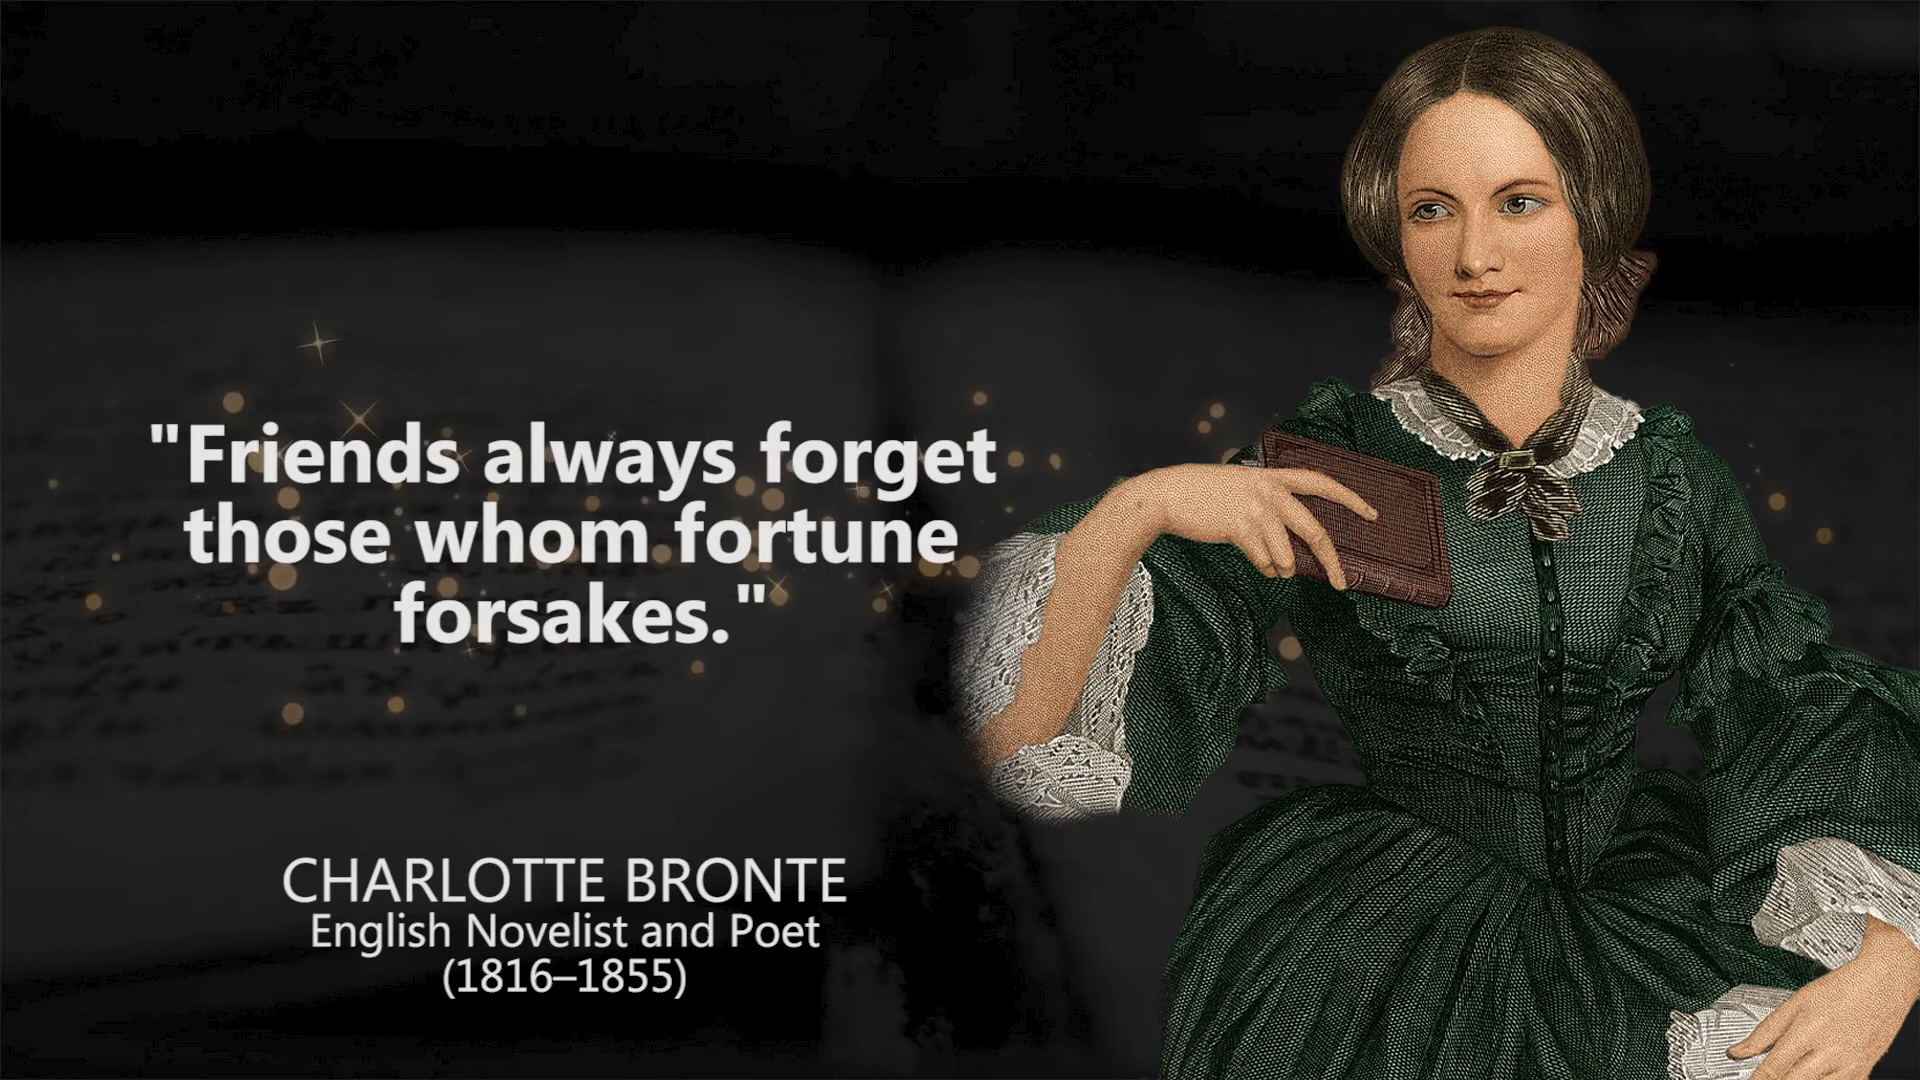 "Friends always forget
those whom fortune
forsakes."
CHARLOTTE BRONTE
English Novelist and Poet
(1816–1855)